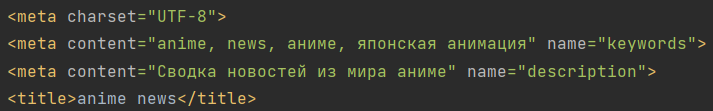 <meta charset="UTF-8">
<meta content="anime, news, аниме, японская анимация" name="keywords">
<meta content="Сводка новостей из мира аниме" name="description">
<title>anime news</title>